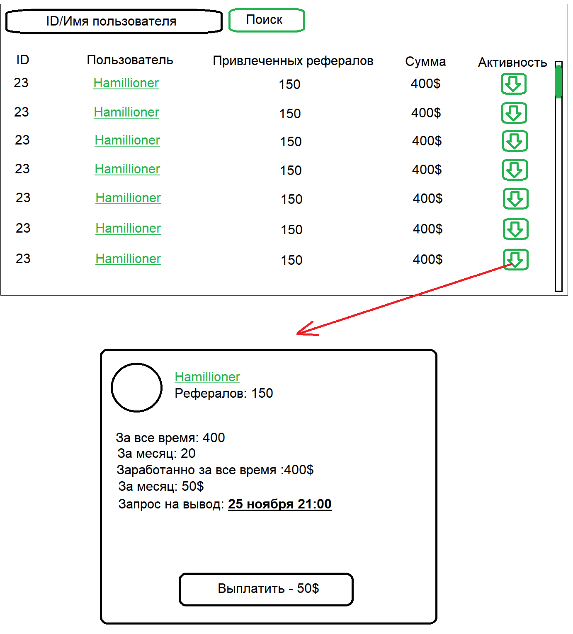 ID/Имя пользователя Поиск
ID Пользователь Привлеченных рефералов Сумма Активность
23 Hamillioner 150 400$
23 Hamillioner 150 400$
23 Hamillioner 150 400$
23 Hamillioner 150 400$
23 Hamillioner 150 400$
23 Hamillioner 150 400$
23 Hamillioner 150 400$
Hamillioner
Рефералов: 150
За все время: 400
За месяц: 20
Заработанно за все время :400$
За месяц: 50$
Запрос на вывод: 25 ноября 21:00
Выплатить - 50$